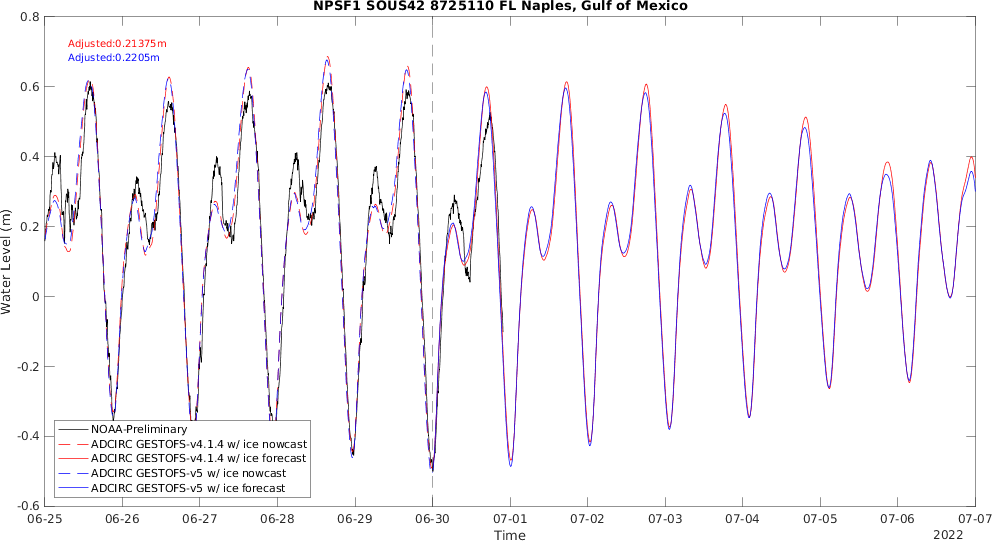 NPSF1 SOUS42 8725110 FL Naples, Gulf of Mexico
0.8
Adjusted:0.21375m
Adjusted:0.2205m
0.6
0.4
0.2
0
-0.2
-0.4
-0.6
Water Level (m)
NOAA-Preliminary
ADCIRC GESTOFS-v4.1.4 w/ ice nowcast
ADCIRC GESTOFS-v4.1.4 w/ ice forecast
ADCIRC GESTOFS-v5 w/ ice nowcast
ADCIRC GESTOFS-v5 w/ ice forecast
06-25 06-26 06-27 06-28 06-29 06-30 07-01 07-02 07-03 07-04 07-05 07-06 07-07
Time
2022